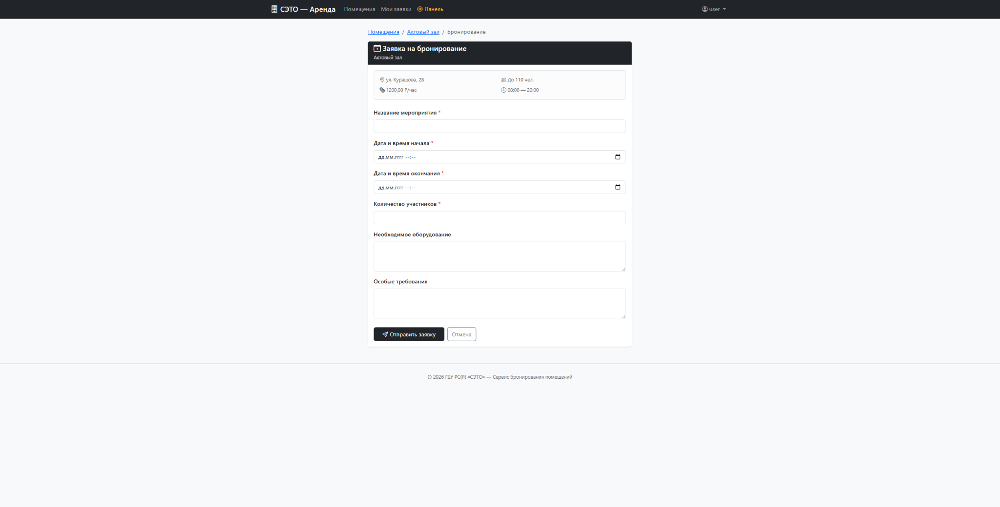 СЭТО — Аренда Помещения Мои заявки Панель user
Помещения / Актовый зал / Бронирование
Заявка на бронирование
Актовый зал
ул. Курашова, 28 До 110 чел.
1200,00 ₽/час 08:00 — 20:00
Название мероприятия *
Дата и время начала *
дд.мм.гггг --:--
Дата и время окончания *
дд.мм.гггг --:--
Количество участников *
Необходимое оборудование
Особые требования
Отправить заявку Отмена
© 2026 ГБУ РС(Я) «СЭТО» — Сервис бронирования помещений